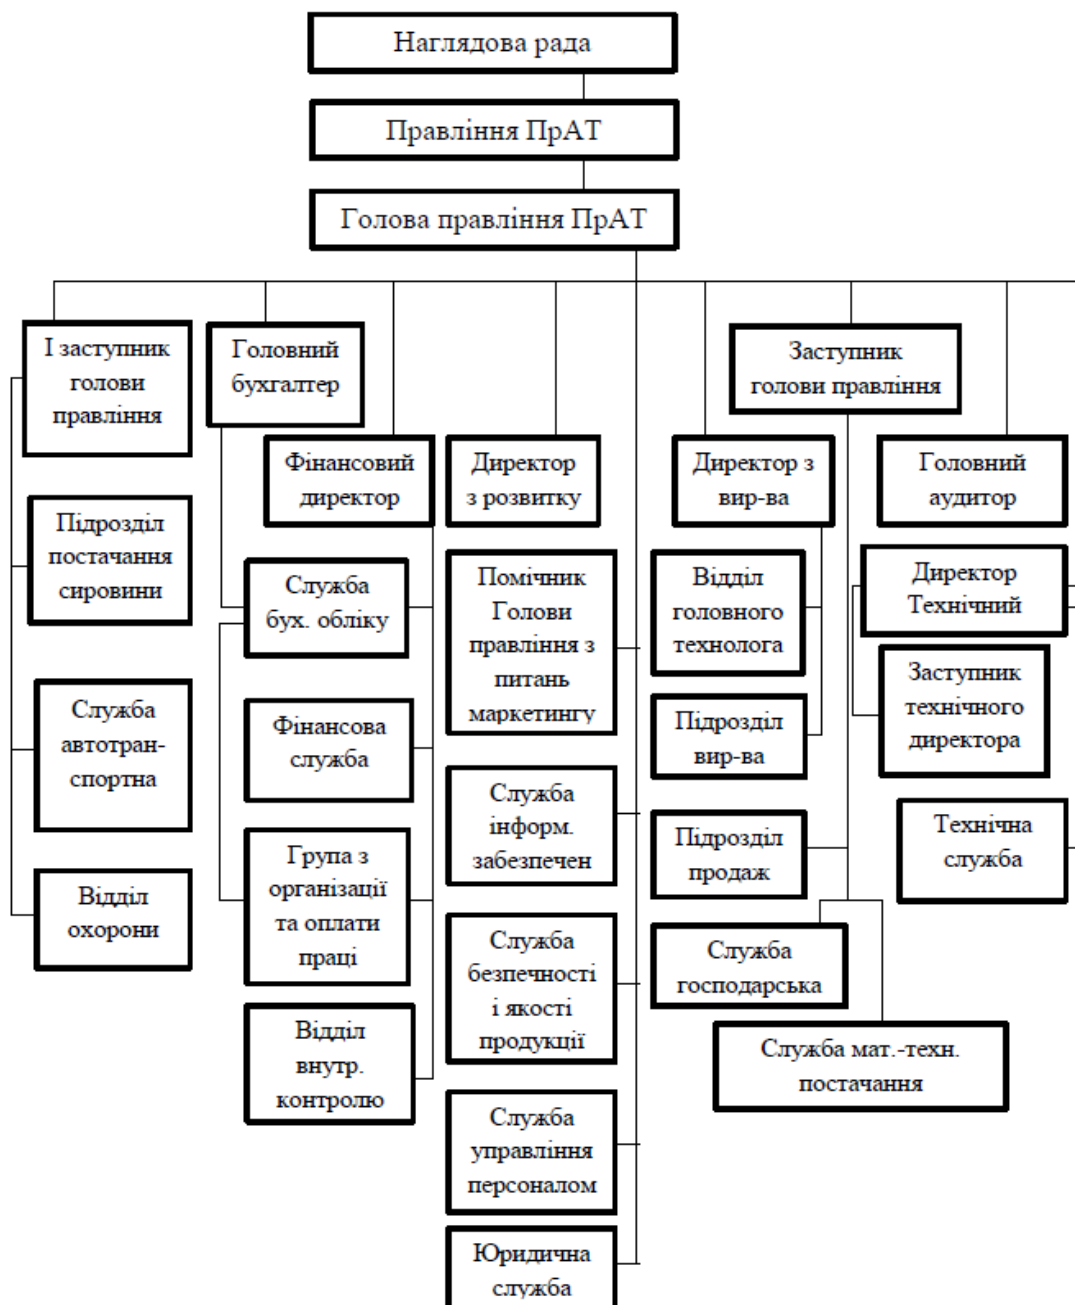 Наглядова рада
Правління ПрАТ
Голова правління ПрАТ
І заступник
голови
правління
Головний
бухгалтер
Заступник
голови правління
Фінансовий
директор
Директор
з розвитку
Директор з
вир-ва
Головний
аудитор
Підрозділ
постачання
сировини
Служба
бух. обліку
Помічник
Голови
правління з
питань
маркетингу
Відділ
головного
технолога
Директор
Технічний
Служба
автотран-
спортна
Фінансова
служба
Підрозділ
вир-ва
Заступник
технічного
директора
Служба
інформ.
забезпечен
Підрозділ
продаж
Технічна
служба
Відділ
охорони
Група з
організації
та оплати
праці
Служба
безпечності
і якості
продукції
Служба
господарська
Відділ
внутр.
контролю
Служба мат.-техн.
постачання
Служба
управління
персоналом
Юридична
служба